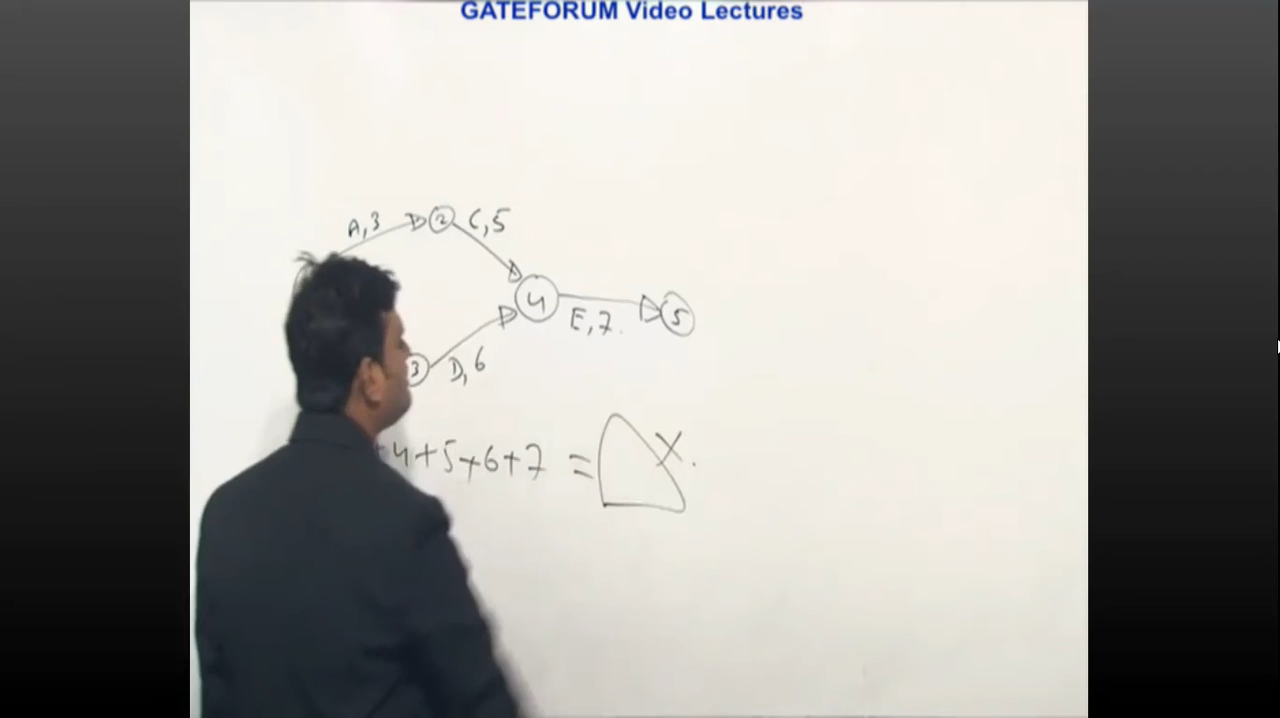 GATEFORUM Video Lectures
A,3
2
C,5
4
E,7.
5
3
D,6
+4+5+6+7 =
X.